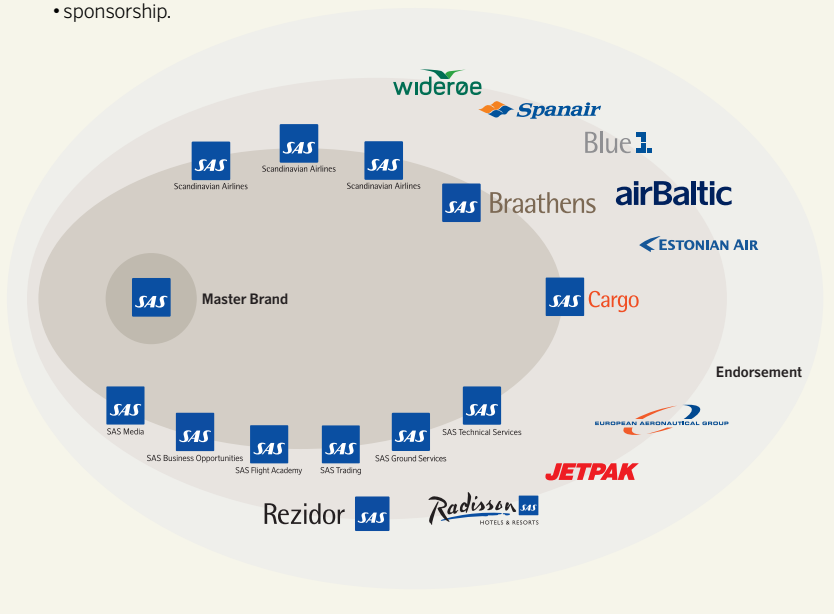 • sponsorship.
widerøe
Spanair
Blue1.
SAS
Scandinavian Airlines
SAS
Scandinavian Airlines
SAS
Scandinavian Airlines
SAS Braathens
airBaltic
ESTONIAN AIR
SAS
Master Brand
SAS Cargo
Endorsement
SAS
SAS Media
SAS
SAS Business Opportunities
SAS
SAS Flight Academy
SAS
SAS Trading
SAS
SAS Ground Services
SAS
SAS Technical Services
EUROPEAN AERONAUTICAL GROUP
JETPAK
Rezidor SAS
Radisson SAS
HOTELS & RESORTS